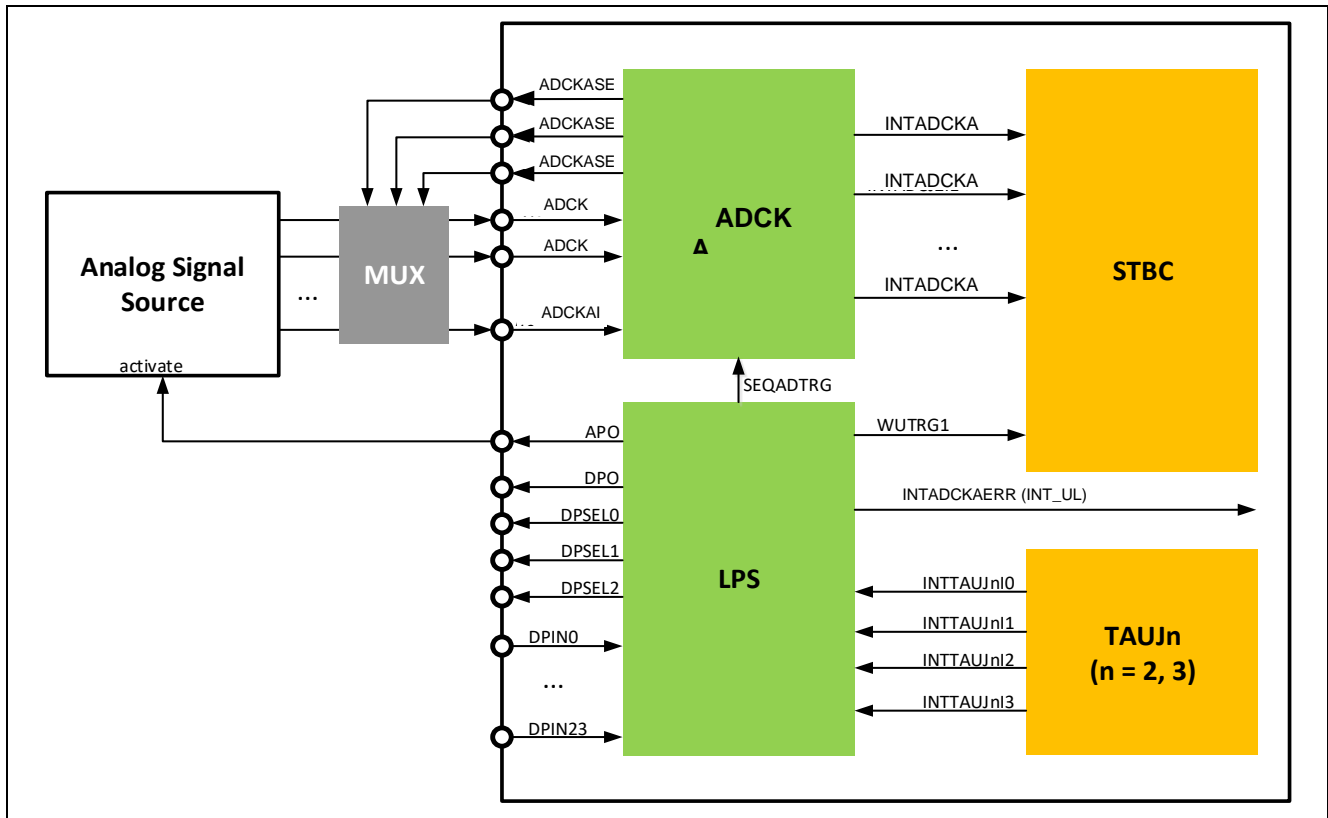 ADCKASE
ADCKASE
ADCKASE
ADCK
ADCK
ADCKAI
Analog Signal
Source
activate
...
MUX
ADCK
A
INTADCKA
INTADCKA
...
INTADCKA
STBC
SEQADTRG
APO
DPO
DPSEL0
DPSEL1
DPSEL2
DPIN0
...
DPIN23
LPS
WUTRG1
INTADCKAERR (INT_UL)
INTTAUJnI0
INTTAUJnI1
INTTAUJnI2
INTTAUJnI3
TAUJn
(n = 2, 3)